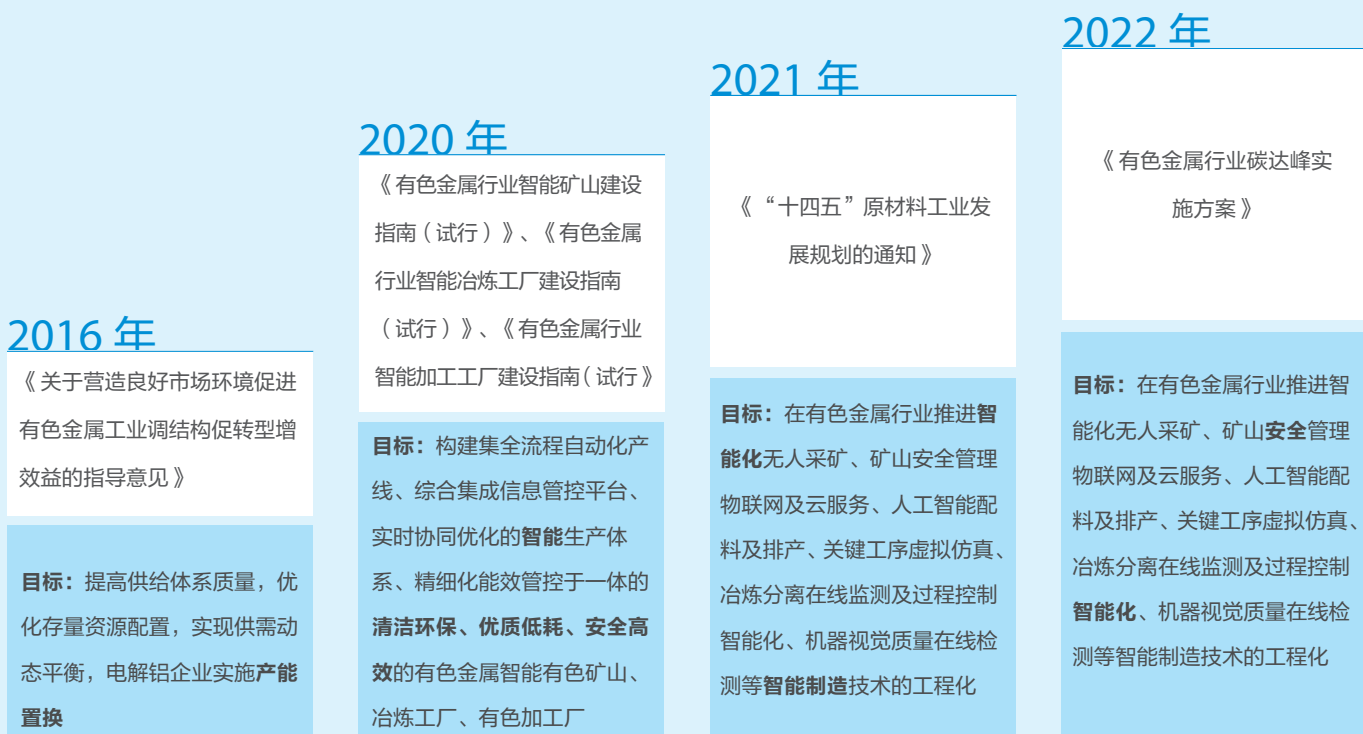 2016 年
《关于营造良好市场环境促进
有色金属工业调结构促转型增
效益的指导意见》
目标：提高供给体系质量，优
化存量资源配置，实现供需动
态平衡，电解铝企业实施产能
置换
2020 年
《有色金属行业智能矿山建设
指南（试行）》、《有色金属
行业智能冶炼工厂建设指南
（试行）》、《有色金属行业
智能加工工厂建设指南（试行》
目标：构建集全流程自动化产
线、综合集成信息管控平台、
实时协同优化的智能生产体
系、精细化能效管控于一体的
清洁环保、优质低耗、安全高
效的有色金属智能有色矿山、
冶炼工厂、有色加工厂
2021 年
《“十四五”原材料工业发
展规划的通知》
目标：在有色金属行业推进智
能化无人采矿、矿山安全管理
物联网及云服务、人工智能配
料及排产、关键工序虚拟仿真、
冶炼分离在线监测及过程控制
智能化、机器视觉质量在线检
测等智能制造技术的工程化
2022 年
《有色金属行业碳达峰实
施方案》
目标：在有色金属行业推进智
能化无人采矿、矿山安全管理
物联网及云服务、人工智能配
料及排产、关键工序虚拟仿真、
冶炼分离在线监测及过程控制
智能化、机器视觉质量在线检
测等智能制造技术的工程化